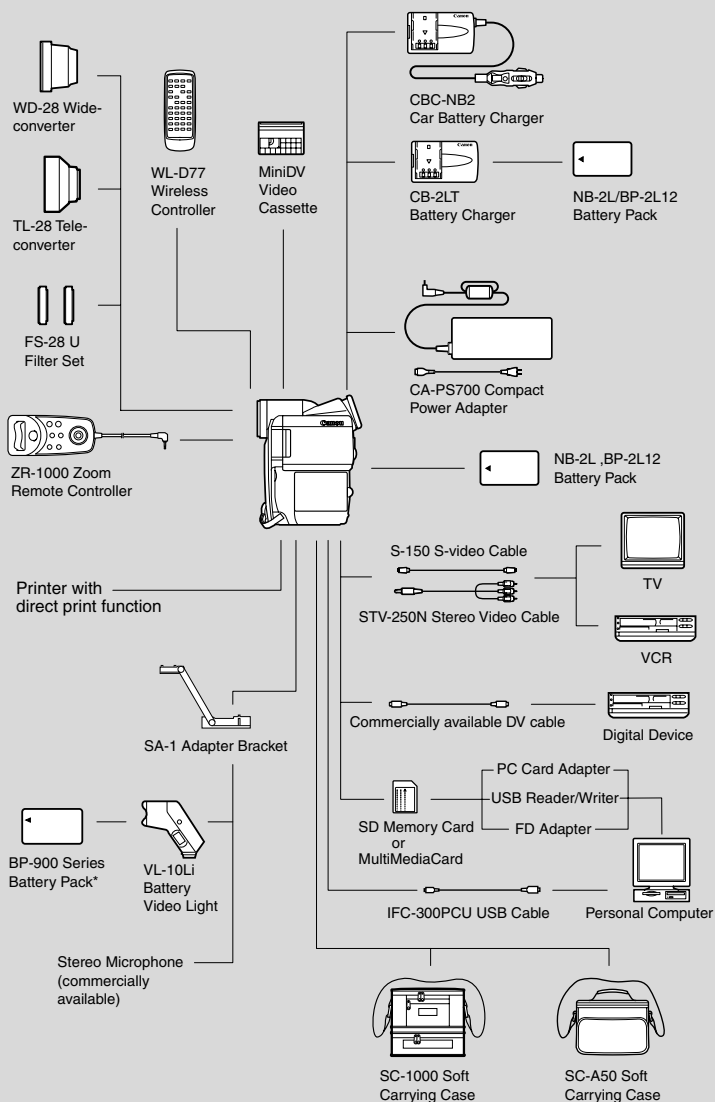 Canon
CBC-NB2
Car Battery Charger
WD-28 Wide-
converter
WL-D77
Wireless
Controller
MiniDV
Video
Cassette
Canon
CB-2LT
Battery Charger
NB-2L/BP-2L12
Battery Pack
TL-28 Tele-
converter
FS-28 U
Filter Set
CA-PS700 Compact
Power Adapter
Canon
ZR-1000 Zoom
Remote Controller
NB-2L ,BP-2L12
Battery Pack
S-150 S-video Cable
STV-250N Stereo Video Cable
TV
VCR
Printer with
direct print function
SA-1 Adapter Bracket
Commercially available DV cable
Digital Device
PC Card Adapter
USB Reader/Writer
FD Adapter
SD Memory Card
or
MultiMediaCard
BP-900 Series
Battery Pack*
VL-10Li
Battery
Video Light
IFC-300PCU USB Cable
Personal Computer
Stereo Microphone
(commercially
available)
SC-1000 Soft
Carrying Case
SC-A50 Soft
Carrying Case